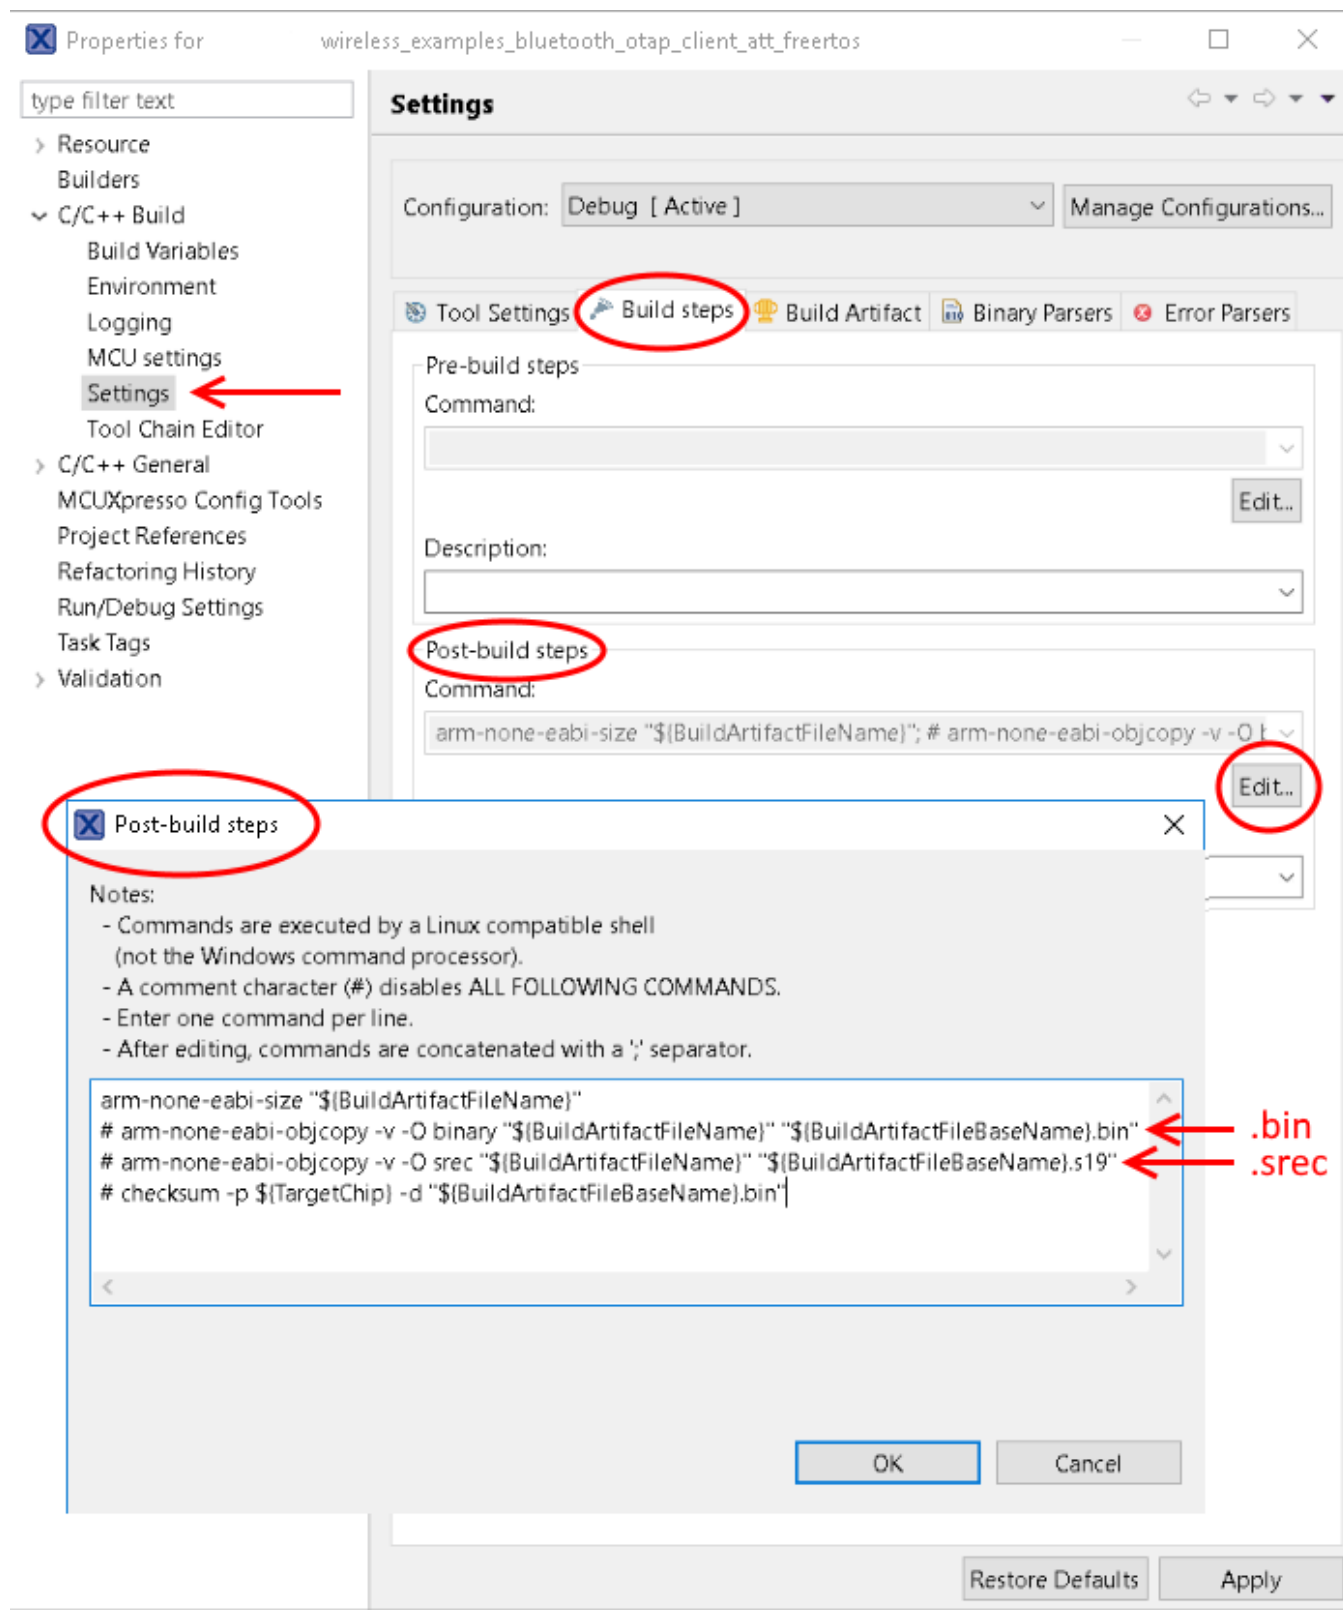 Properties for wireless_examples_bluetooth_otap_client_att_freertos
type filter text
Resource
Builders
C/C++ Build
Build Variables
Environment
Logging
MCU settings
Settings
Tool Chain Editor
C/C++ General
MCUXpresso Config Tools
Project References
Refactoring History
Run/Debug Settings
Task Tags
Validation
Settings
Configuration: Debug [ Active ] Manage Configurations...
Tool Settings Build steps Build Artifact Binary Parsers Error Parsers
Pre-build steps
Command:
Edit...
Description:
Post-build steps
Command:
arm-none-eabi-size "${BuildArtifactFileName}"; # arm-none-eabi-objcopy -v -O b
Edit...
Post-build steps
Notes:
- Commands are executed by a Linux compatible shell
(not the Windows command processor).
- A comment character (#) disables ALL FOLLOWING COMMANDS.
- Enter one command per line.
- After editing, commands are concatenated with a ';' separator.
arm-none-eabi-size "${BuildArtifactFileName}"
# arm-none-eabi-objcopy -v -O binary "${BuildArtifactFileName}" "${BuildArtifactFileBaseName}.bin" .bin
# arm-none-eabi-objcopy -v -O srec "${BuildArtifactFileName}" "${BuildArtifactFileBaseName}.s19" .srec
# checksum -p ${TargetChip} -d "${BuildArtifactFileBaseName}.bin"
OK Cancel
Restore Defaults Apply